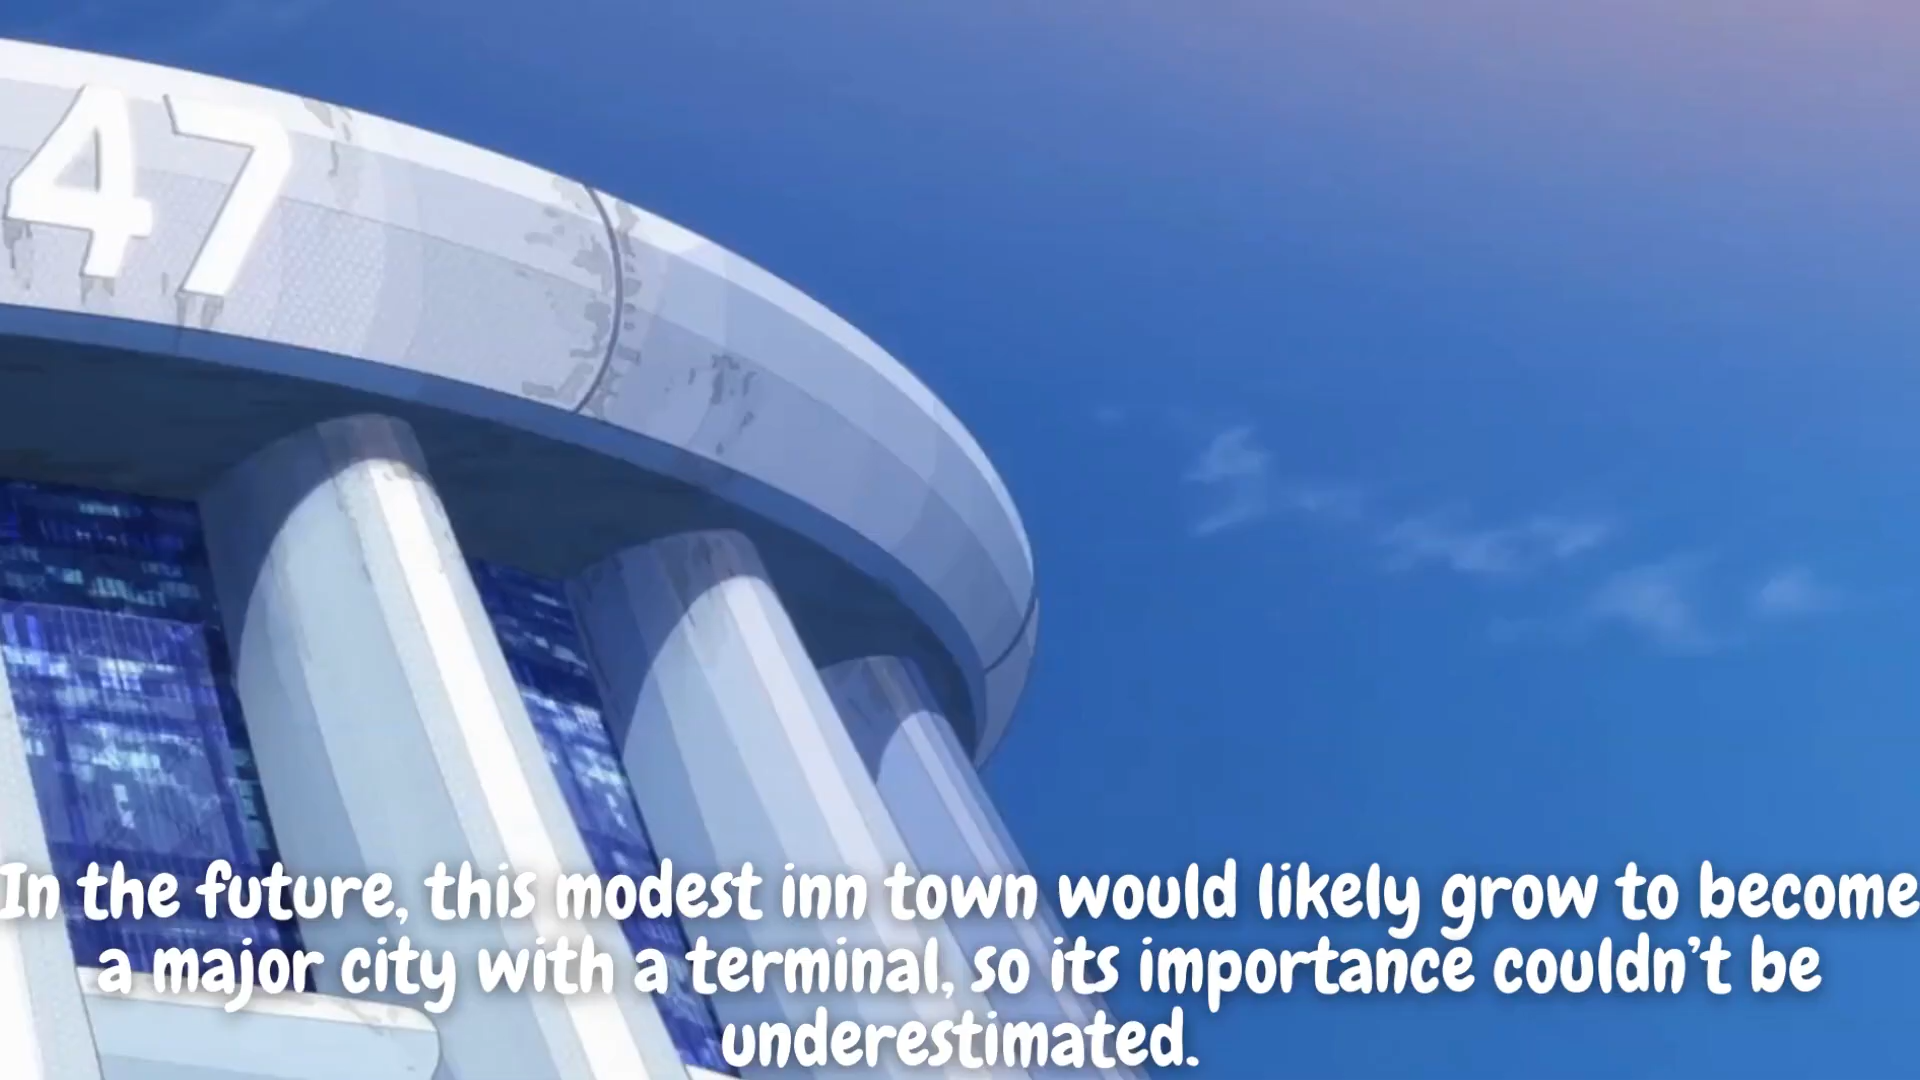 47
In the future, this modest inn town would likely grow to become
a major city with a terminal, so its importance couldn't be
underestimated.